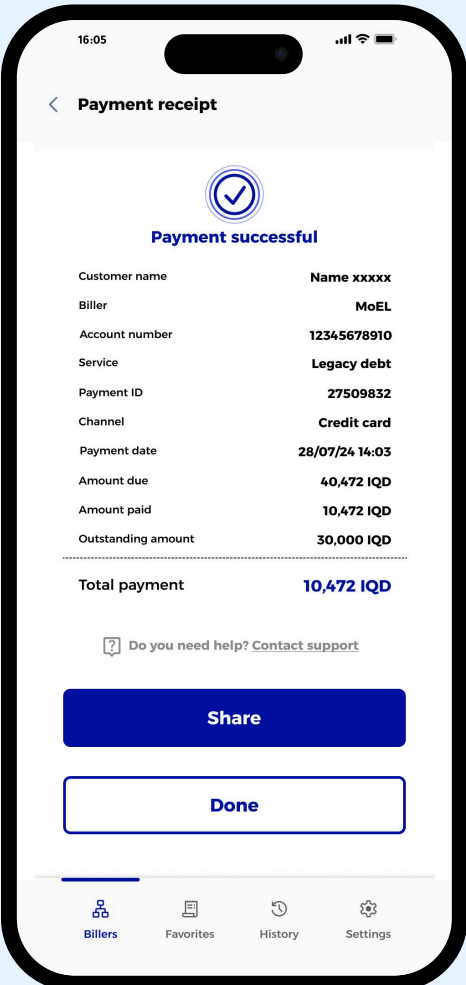 16:05
Payment receipt
Payment successful
Customer name Name xxxxx
Biller MoEL
Account number 12345678910
Service Legacy debt
Payment ID 27509832
Channel Credit card
Payment date 28/07/24 14:03
Amount due 40,472 IQD
Amount paid 10,472 IQD
Outstanding amount 30,000 IQD
Total payment 10,472 IQD
? Do you need help? Contact support
Share
Done
Billers Favorites History Settings